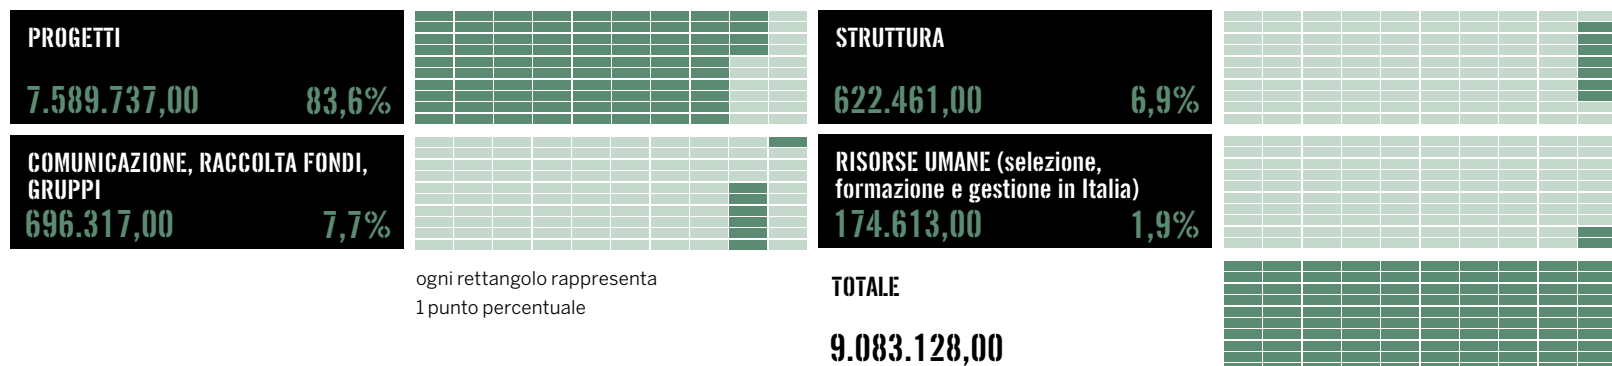 PROGETTI
7.589.737,00 83,6%
STRUTTURA
622.461,00 6,9%
COMUNICAZIONE, RACCOLTA FONDI,
GRUPPI
696.317,00 7,7%
RISORSE UMANE (selezione,
formazione e gestione in Italia)
174.613,00 1,9%
ogni rettangolo rappresenta
1 punto percentuale
TOTALE
9.083.128,00